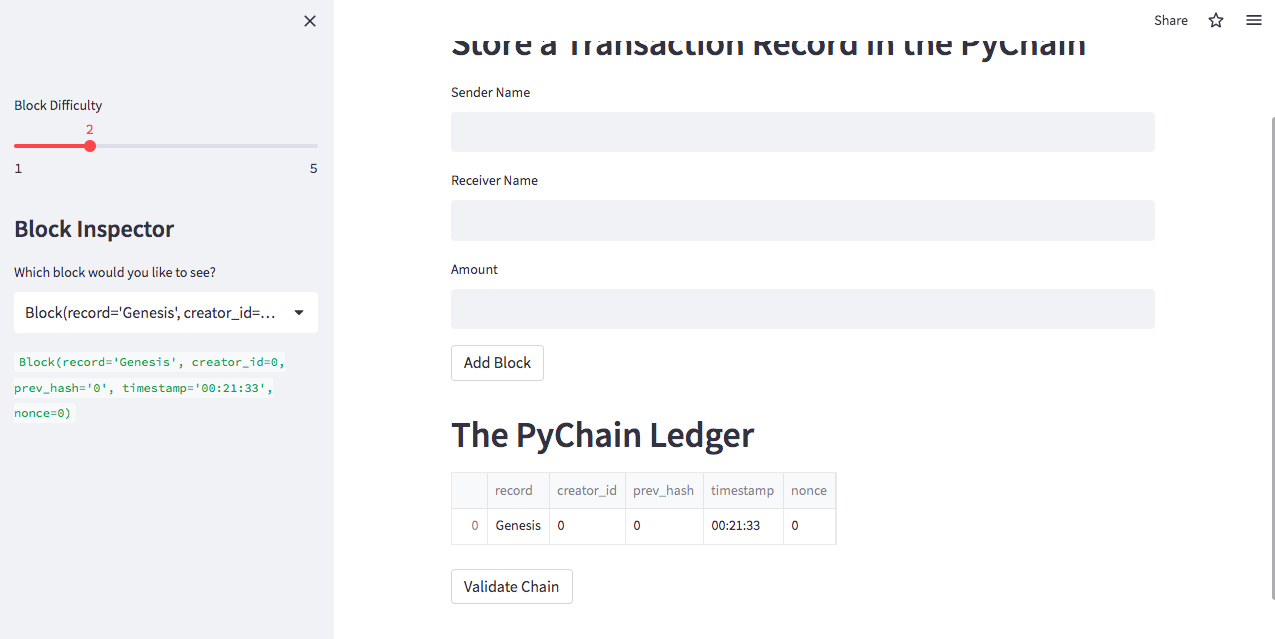 Share
Block Difficulty
2
1 5
Block Inspector
Which block would you like to see?
Block(record='Genesis', creator_id=...
Block(record='Genesis', creator_id=0,
prev_hash='0', timestamp='00:21:33',
nonce=0)
Store a Transaction Record in the PyChain
Sender Name
Receiver Name
Amount
Add Block
The PyChain Ledger
record creator_id prev_hash timestamp nonce
0 Genesis 0 0 00:21:33 0
Validate Chain